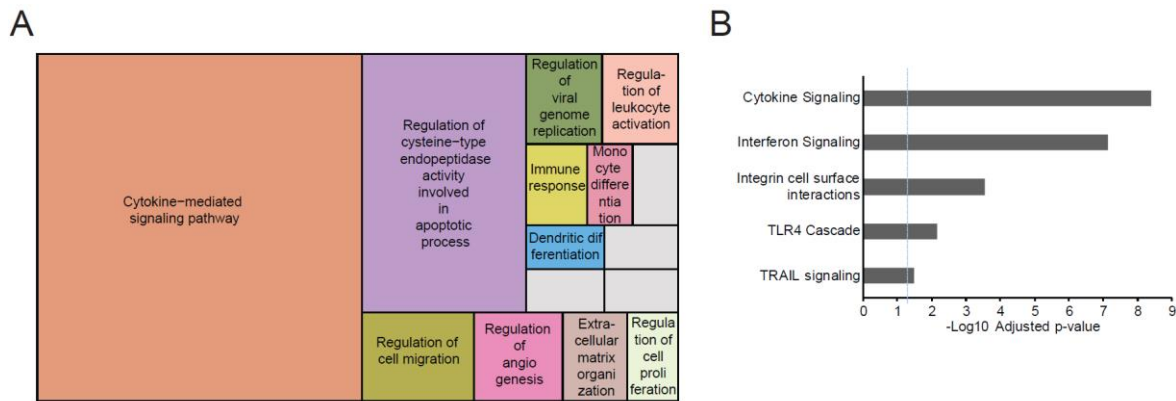 A
Cytokine−mediated
signaling pathway
Regulation of
cysteine−type
endopeptidase
activity
involved
in
apoptotic
process
Regulation
of
viral
genome
replication
Regula-
tion of
leukocyte
activation
Immune
response
Mono
cyte
differe
ntia
tion
Dendritic dif
ferentiation
Regulation of
cell migration
Regulation
of
angio
genesis
Extra-
cellular
matrix
organi
zation
Regula
tion of
cell
proli
feration
B
Cytokine Signaling
Interferon Signaling
Integrin cell surface
interactions
TLR4 Cascade
TRAIL signaling
0 1 2 3 4 5 6 7 8 9
-Log10 Adjusted p-value